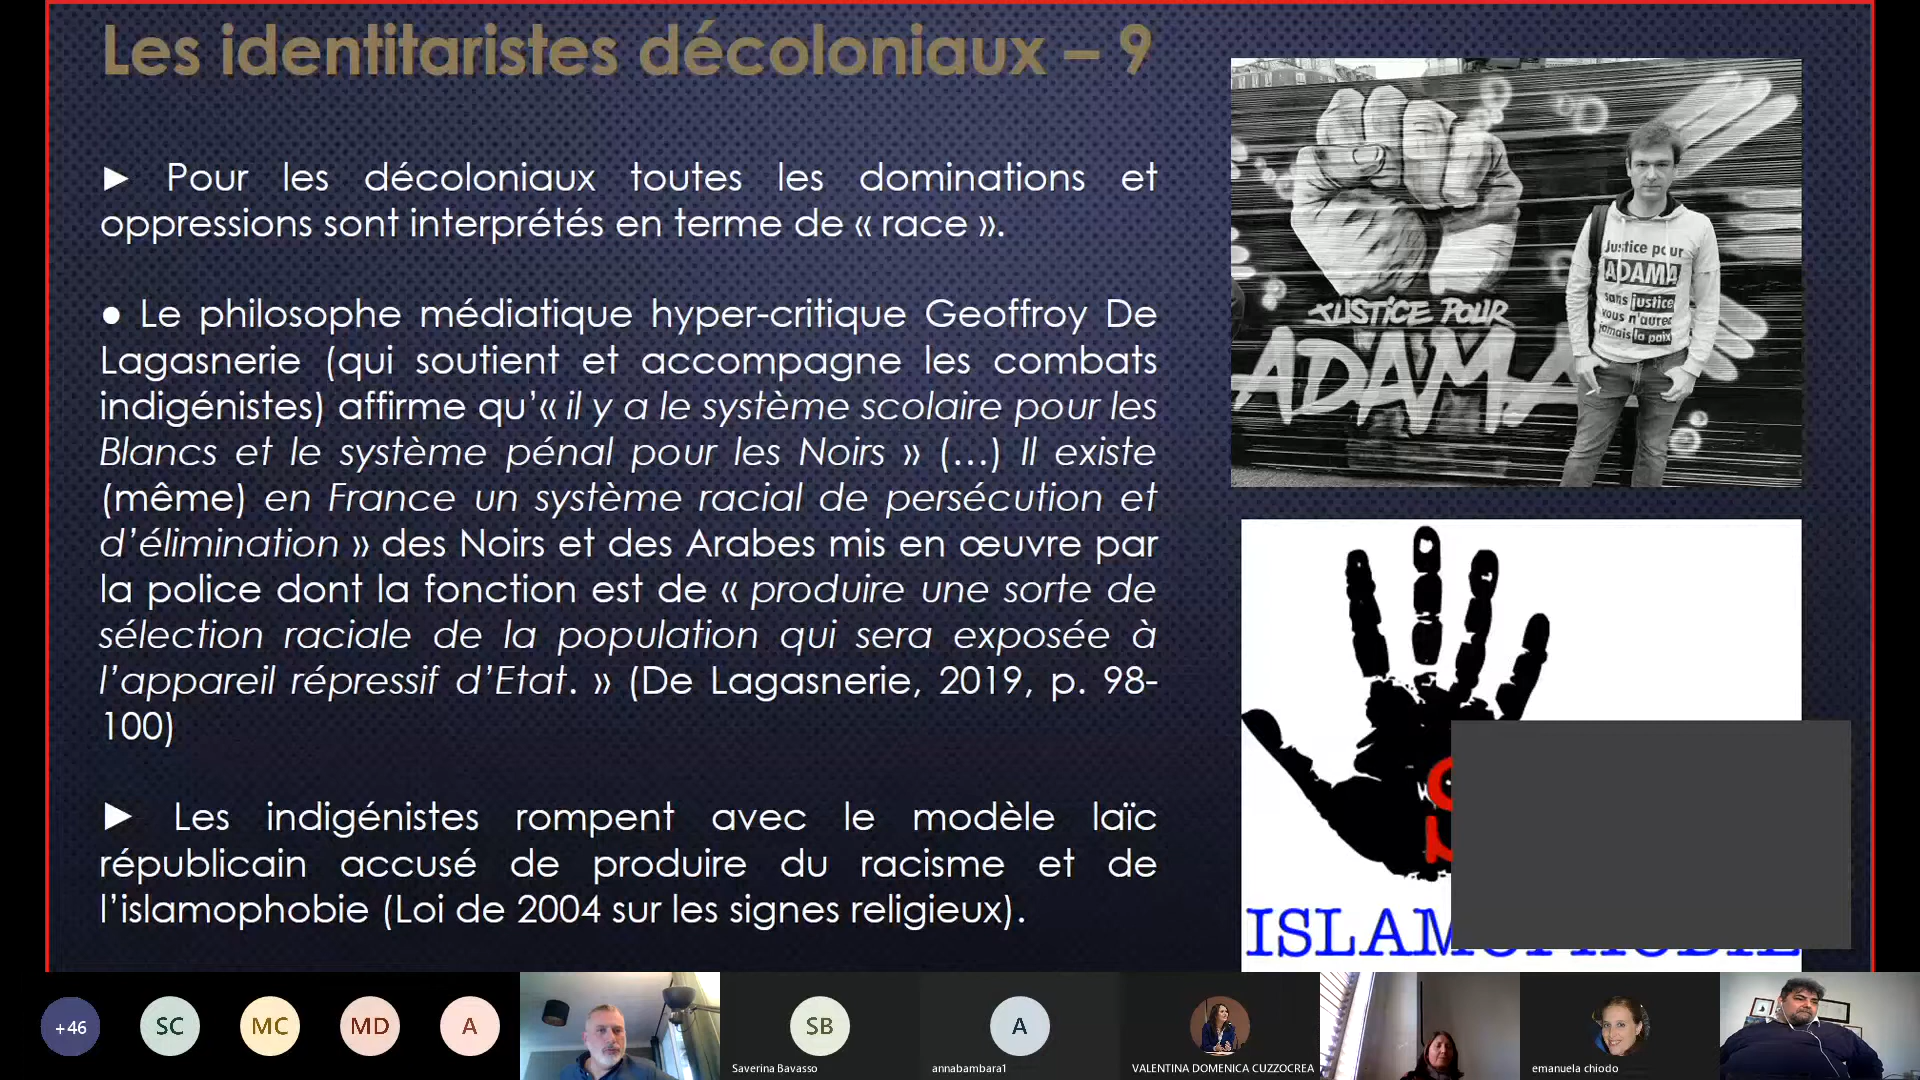 Les identitaristes décoloniaux – 9
► Pour les décoloniaux toutes les dominations et
oppressions sont interprétés en terme de « race ».
● Le philosophe médiatique hyper-critique Geoffroy De
Lagasnerie (qui soutient et accompagne les combats
indigénistes) affirme qu’« il y a le système scolaire pour les
Blancs et le système pénal pour les Noirs » (…) Il existe
(même) en France un système racial de persécution et
d’élimination » des Noirs et des Arabes mis en œuvre par
la police dont la fonction est de « produire une sorte de
sélection raciale de la population qui sera exposée à
l’appareil répressif d’Etat. » (De Lagasnerie, 2019, p. 98-
100)
► Les indigénistes rompent avec le modèle laïc
républicain accusé de produire du racisme et de
l’islamophobie (Loi de 2004 sur les signes religieux).
JUSTICE POUR
ADAMA
Justice pour
ADAMA
sans justice
vous n'aurez
jamais la paix
ISLAMOPHOBIE
+46
SC
MC
MD
A
SB
Saverina Bavasso
A
annabambara1
VALENTINA DOMENICA CUZZOCREA
emanuela chiodo